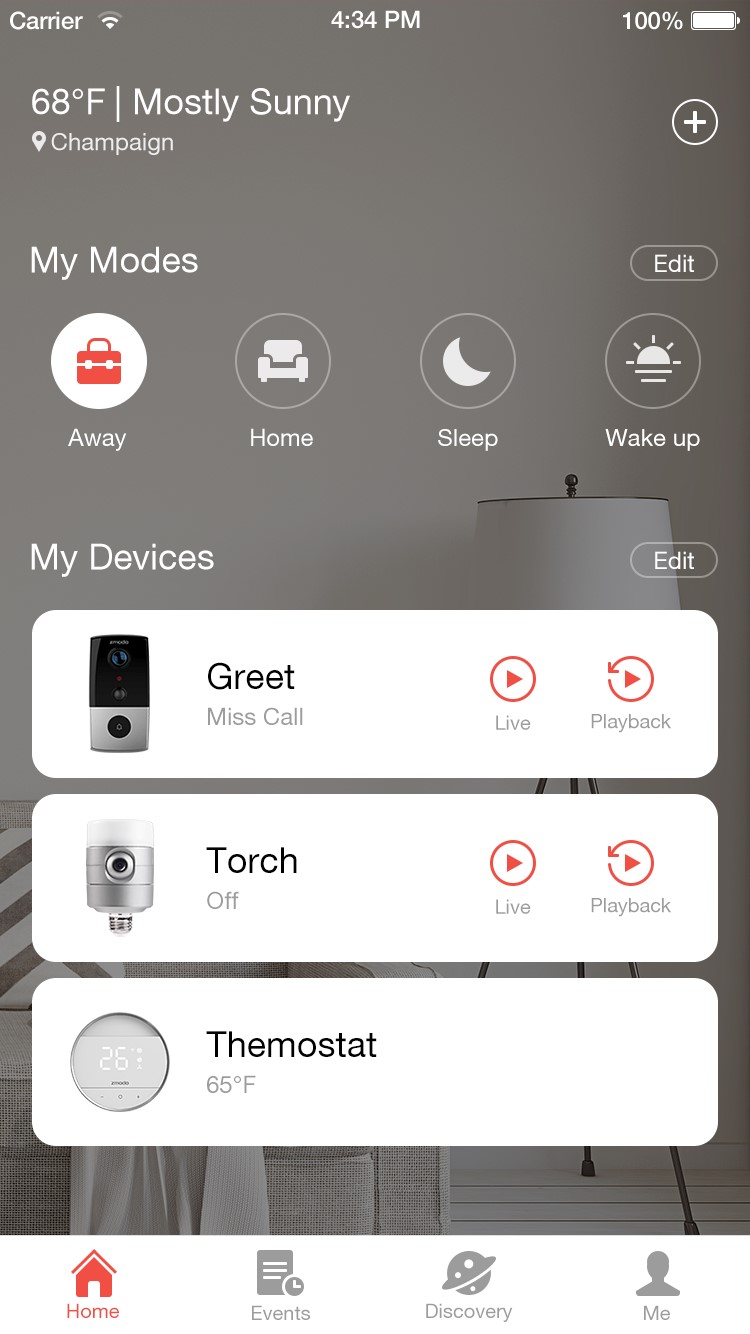 Carrier 4:34 PM 100%
68°F | Mostly Sunny
Champaign
My Modes Edit
Away Home Sleep Wake up
My Devices Edit
zmodo
Greet
Miss Call
Live Playback
Torch
Off
Live Playback
Themostat
65°F
26°
zmodo
Home Events Discovery Me